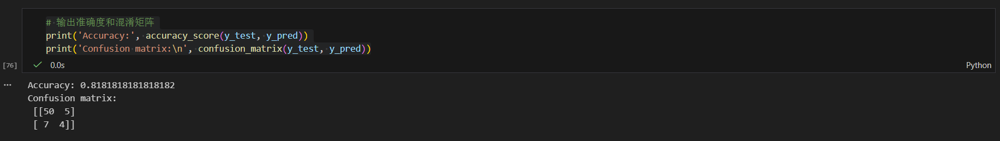 # 输出准确度和混淆矩阵
print('Accuracy:', accuracy_score(y_test, y_pred))
print('Confusion matrix:\n', confusion_matrix(y_test, y_pred))
[76] 0.0s Python
Accuracy: 0.8181818181818182
Confusion matrix:
[[50  5]
[ 7  4]]